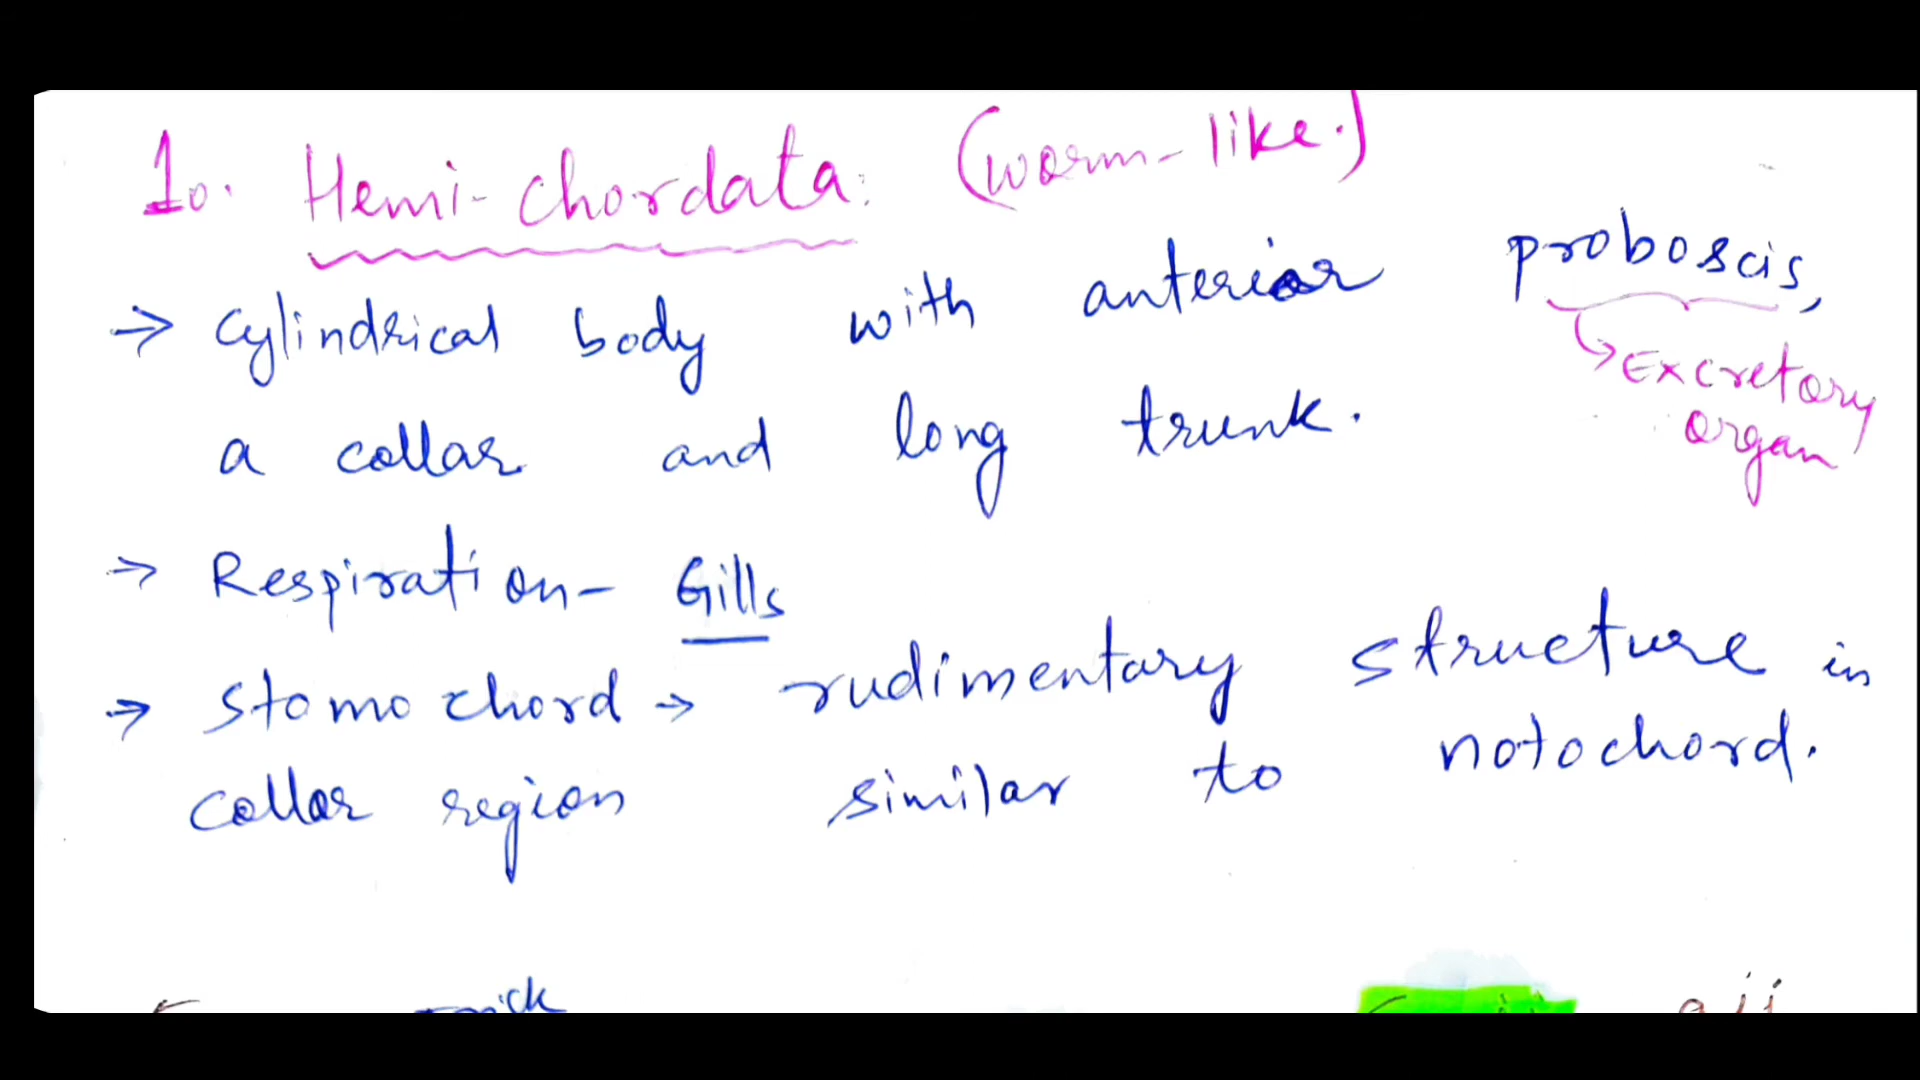 10. Hemi-chordata: (worm-like.)
→ Cylindrical body with anterior proboscis,
↳ Excretory organ
a collar and long trunk.
→ Respiration - Gills
→ Stomochord → rudimentary structure in
collar region similar to notochord.